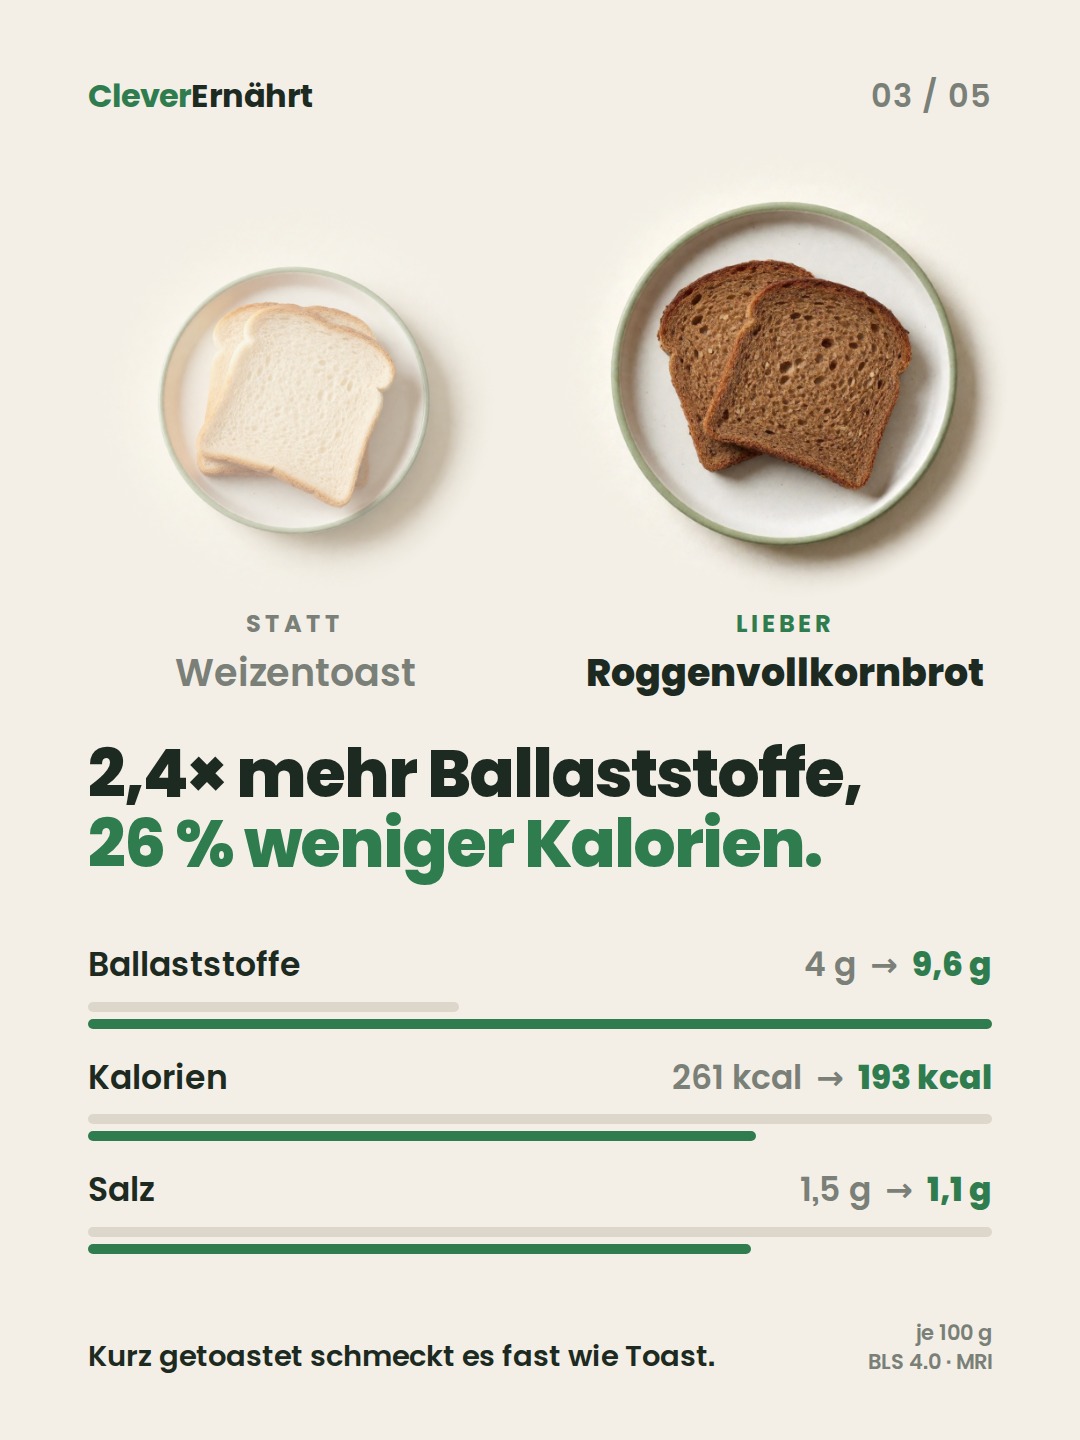 CleverErnährt
03 / 05
STATT
Weizentoast
LIEBER
Roggenvollkornbrot
2,4× mehr Ballaststoffe,
26 % weniger Kalorien.
Ballaststoffe
4 g → 9,6 g
Kalorien
261 kcal → 193 kcal
Salz
1,5 g → 1,1 g
Kurz getoastet schmeckt es fast wie Toast.
je 100 g
BLS 4.0 · MRI